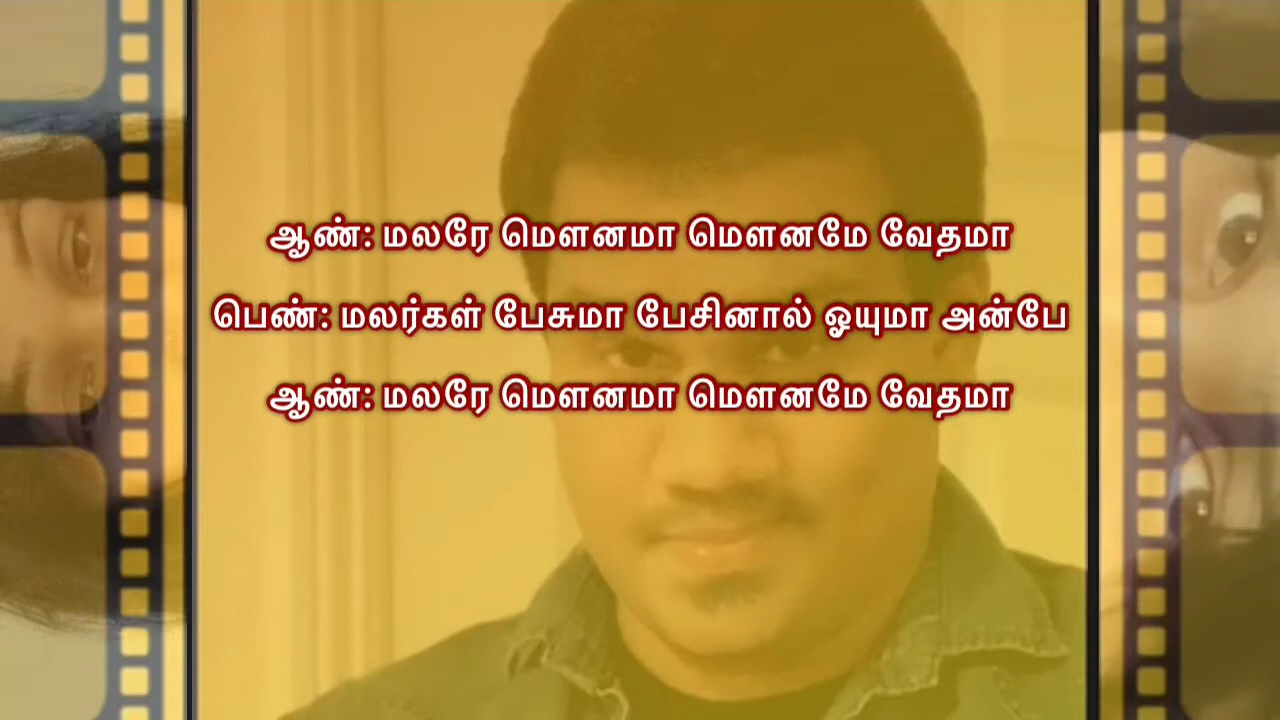 ஆண்: மலரே மௌனமா மௌனமே வேதமா
பெண்: மலர்கள் பேசுமா பேசினால் ஓயுமா அன்பே
ஆண்: மலரே மௌனமா மௌனமே வேதமா